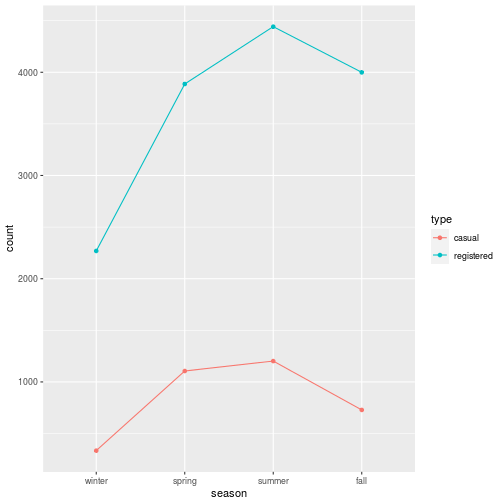 count
4000
3000
2000
1000
winter spring summer fall
season
type
casual
registered